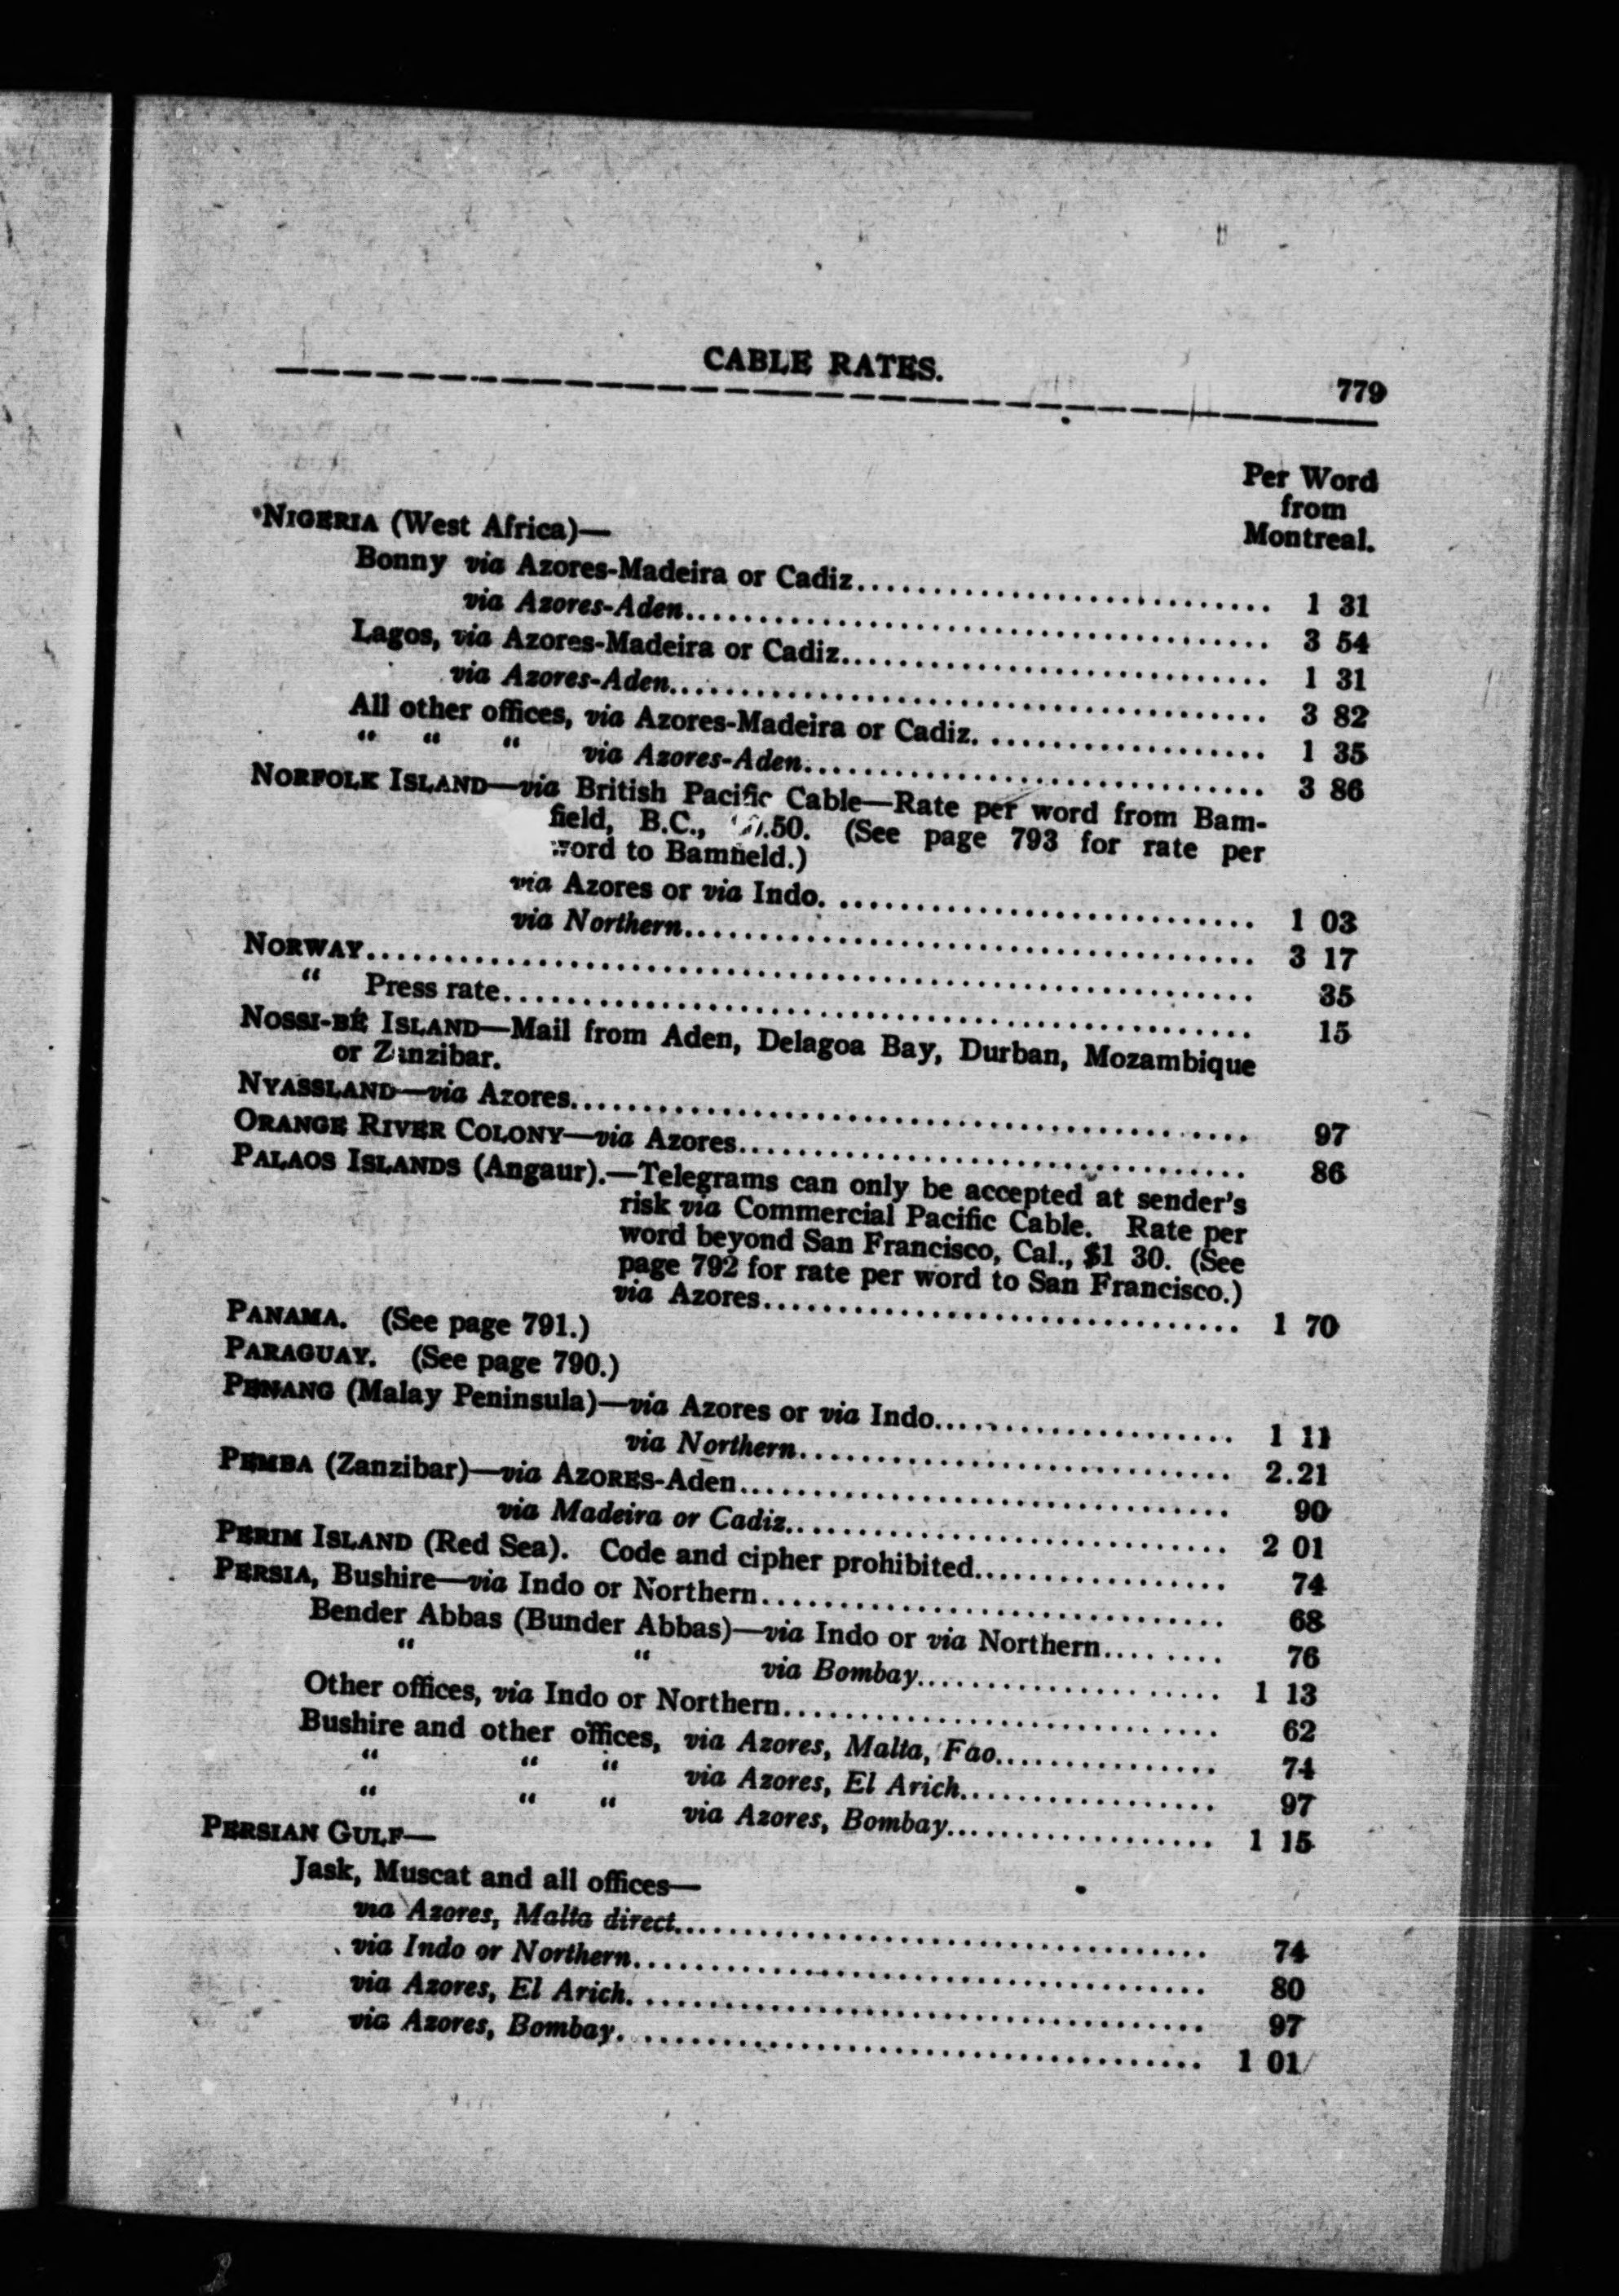 CABLE RATES.
779
Per Word
from
Montreal.
NIGERIA (West Africa)—
Bonny via Azores-Madeira or Cadiz.............................. 1 31
via Azores-Aden.............................. 3 54
Lagos, via Azores-Madeira or Cadiz.............................. 1 31
via Azores-Aden.............................. 3 82
All other offices, via Azores-Madeira or Cadiz.................... 1 35
" " " via Azores-Aden.............................. 3 86
NORFOLK ISLAND—via British Pacific Cable—Rate per word from Bam-
field, B.C., .50. (See page 793 for rate per
word to Bamfield.)
via Azores or via Indo.............................. 1 03
via Northern.............................. 3 17
NORWAY.............................. 35
" Press rate.............................. 15
NOSSI-BÉ ISLAND—Mail from Aden, Delagoa Bay, Durban, Mozambique
or Zanzibar.
NYASSLAND—via Azores.............................. 97
ORANGE RIVER COLONY—via Azores.............................. 86
PALAOS ISLANDS (Angaur).—Telegrams can only be accepted at sender's
risk via Commercial Pacific Cable. Rate per
word beyond San Francisco, Cal., $1 30. (See
page 792 for rate per word to San Francisco.)
via Azores.............................. 1 70
PANAMA. (See page 791.)
PARAGUAY. (See page 790.)
PENANG (Malay Peninsula)—via Azores or via Indo.................... 1 11
via Northern.............................. 2.21
PEMBA (Zanzibar)—via AZORES-Aden.............................. 90
via Madeira or Cadiz.............................. 2 01
PERIM ISLAND (Red Sea). Code and cipher prohibited................. 74
PERSIA, Bushire—via Indo or Northern.............................. 68
Bender Abbas (Bunder Abbas)—via Indo or via Northern......... 76
" " via Bombay.................... 1 13
Other offices, via Indo or Northern.............................. 62
Bushire and other offices, via Azores, Malta, Fao................ 74
" " " via Azores, El Arich.................. 97
" " " via Azores, Bombay................... 1 15
PERSIAN GULF—
Jask, Muscat and all offices—
via Azores, Malta direct.............................. 74
via Indo or Northern.............................. 80
via Azores, El Arich.............................. 97
via Azores, Bombay.............................. 1 01